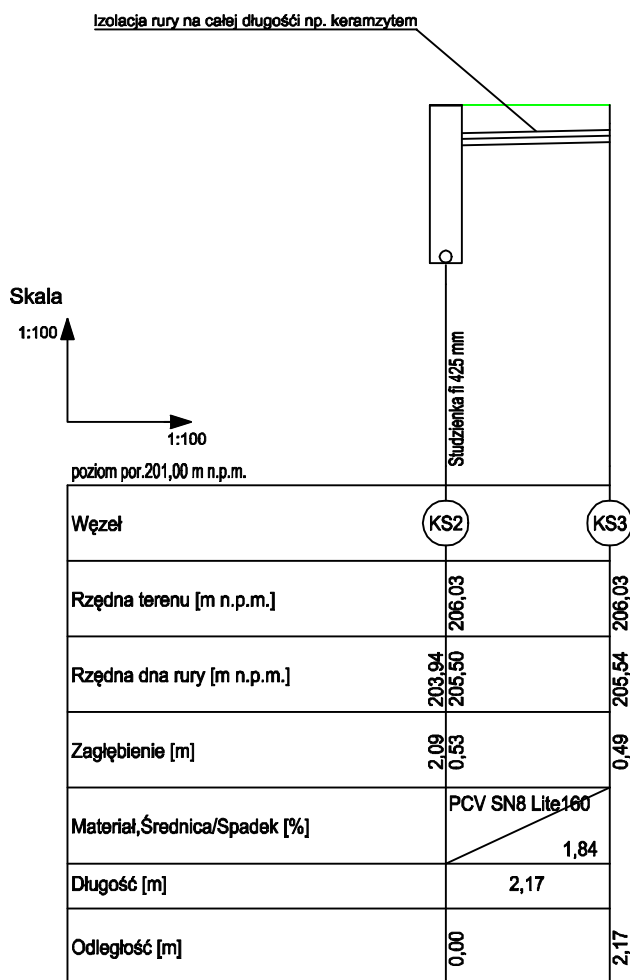 Izolacja rury na całej długośći np. keramzytem
Skala
1:100
1:100
Studzienka fi 425 mm
poziom por.201,00 m n.p.m.
Węzeł
KS2
KS3
Rzędna terenu [m n.p.m.]
206,03
206,03
Rzędna dna rury [m n.p.m.]
203,94
205,50
205,54
Zagłębienie [m]
2,09
0,53
0,49
Materiał,Średnica/Spadek [%]
PCV SN8 Lite160
1,84
Długość [m]
2,17
Odległość [m]
0,00
2,17